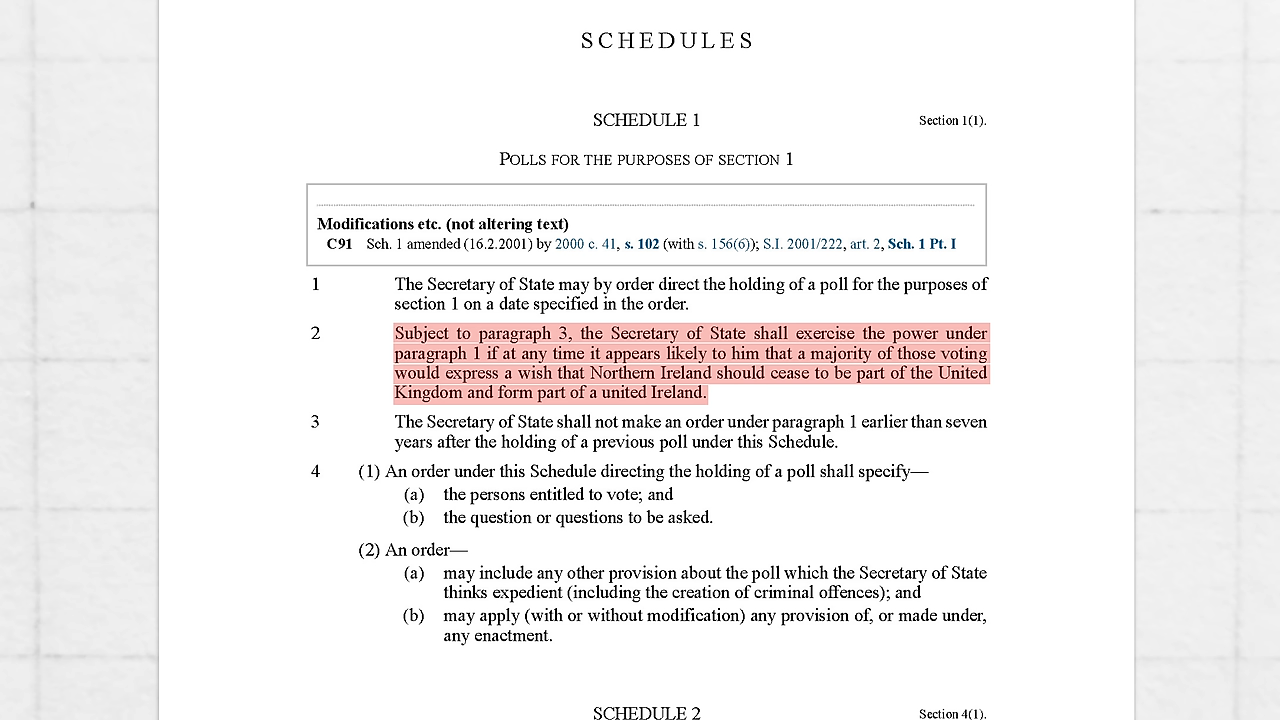 SCHEDULES
SCHEDULE 1 Section 1(1).
POLLS FOR THE PURPOSES OF SECTION 1
Modifications etc. (not altering text)
C91 Sch. 1 amended (16.2.2001) by 2000 c. 41, s. 102 (with s. 156(6)); S.I. 2001/222, art. 2, Sch. 1 Pt. I
1 The Secretary of State may by order direct the holding of a poll for the purposes of
section 1 on a date specified in the order.
2 Subject to paragraph 3, the Secretary of State shall exercise the power under
paragraph 1 if at any time it appears likely to him that a majority of those voting
would express a wish that Northern Ireland should cease to be part of the United
Kingdom and form part of a united Ireland.
3 The Secretary of State shall not make an order under paragraph 1 earlier than seven
years after the holding of a previous poll under this Schedule.
4 (1) An order under this Schedule directing the holding of a poll shall specify—
(a) the persons entitled to vote; and
(b) the question or questions to be asked.
(2) An order—
(a) may include any other provision about the poll which the Secretary of State
thinks expedient (including the creation of criminal offences); and
(b) may apply (with or without modification) any provision of, or made under,
any enactment.
SCHEDULE 2 Section 4(1).